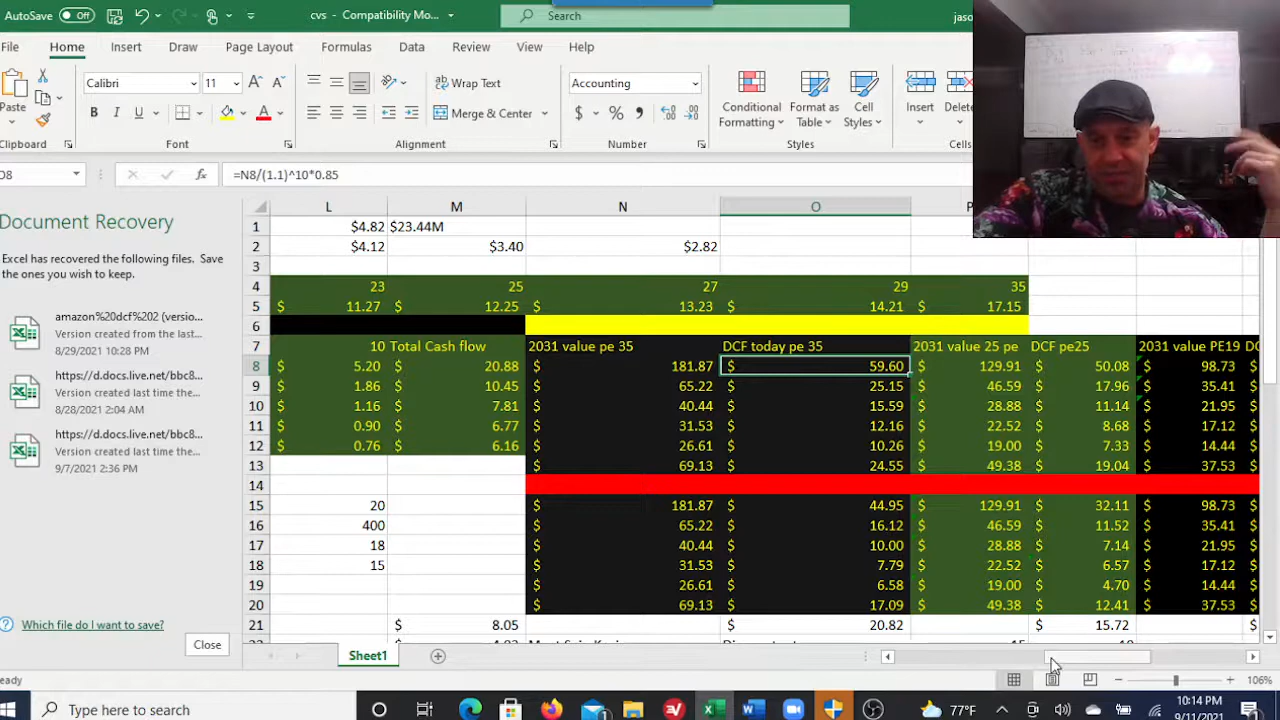 AutoSave Off cvs - Compatibility Mo... Search jaso
File Home Insert Draw Page Layout Formulas Data Review View Help
Calibri 11 Wrap Text Accounting Conditional Format as Cell Insert Delet
Paste B I U Merge & Center $ % Formatting Table Styles
Clipboard Font Alignment Number Styles Cells
=N8/(1.1)^10*0.85
Document Recovery
Excel has recovered the following files. Save
the ones you wish to keep.
amazon%20dcf%202 (versio...
Version created from the last...
8/29/2021 10:28 PM
https://d.docs.live.net/bbc8...
Version created last time the...
8/28/2021 2:04 AM
https://d.docs.live.net/bbc8...
Version created last time the...
9/7/2021 2:36 PM
Which file do I want to save?
Close
L M N O
1 $4.82 $23.44M
2 $4.12 $3.40 $2.82
3
4 23 25 27 29 35
5 $ 11.27 $ 12.25 $ 13.23 $ 14.21 $ 17.15
6
7 10 Total Cash flow 2031 value pe 35 DCF today pe 35 2031 value 25 pe DCF pe25 2031 value PE19
8 $ 5.20 $ 20.88 $ 181.87 $ 59.60 $ 129.91 $ 50.08 $ 98.73 $
9 $ 1.86 $ 10.45 $ 65.22 $ 25.15 $ 46.59 $ 17.96 $ 35.41 $
10 $ 1.16 $ 7.81 $ 40.44 $ 15.59 $ 28.88 $ 11.14 $ 21.95 $
11 $ 0.90 $ 6.77 $ 31.53 $ 12.16 $ 22.52 $ 8.68 $ 17.12 $
12 $ 0.76 $ 6.16 $ 26.61 $ 10.26 $ 19.00 $ 7.33 $ 14.44 $
13 $ 69.13 $ 24.55 $ 49.38 $ 19.04 $ 37.53 $
14
15 20 $ 181.87 $ 44.95 $ 129.91 $ 32.11 $ 98.73 $
16 400 $ 65.22 $ 16.12 $ 46.59 $ 11.52 $ 35.41 $
17 18 $ 40.44 $ 10.00 $ 28.88 $ 7.14 $ 21.95 $
18 15 $ 31.53 $ 7.79 $ 22.52 $ 6.57 $ 17.12 $
19 $ 26.61 $ 6.58 $ 19.00 $ 4.70 $ 14.44 $
20 $ 69.13 $ 17.09 $ 49.38 $ 12.41 $ 37.53 $
21 $ 8.05 $ 20.82 $ 15.72 $
Sheet1
eady 106%
Type here to search 77°F 10:14 PM
9/11/2021